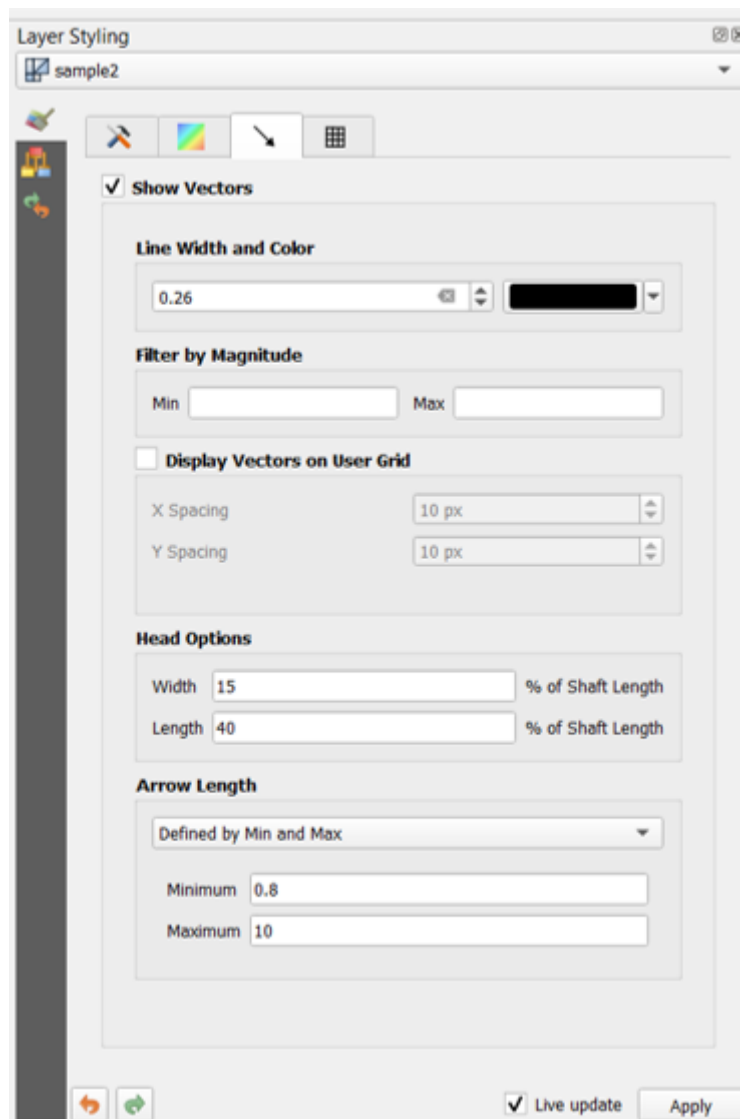 Layer Styling
sample2
Show Vectors
Line Width and Color
0.26
Filter by Magnitude
Min Max
Display Vectors on User Grid
X Spacing 10 px
Y Spacing 10 px
Head Options
Width 15 % of Shaft Length
Length 40 % of Shaft Length
Arrow Length
Defined by Min and Max
Minimum 0.8
Maximum 10
Live update Apply